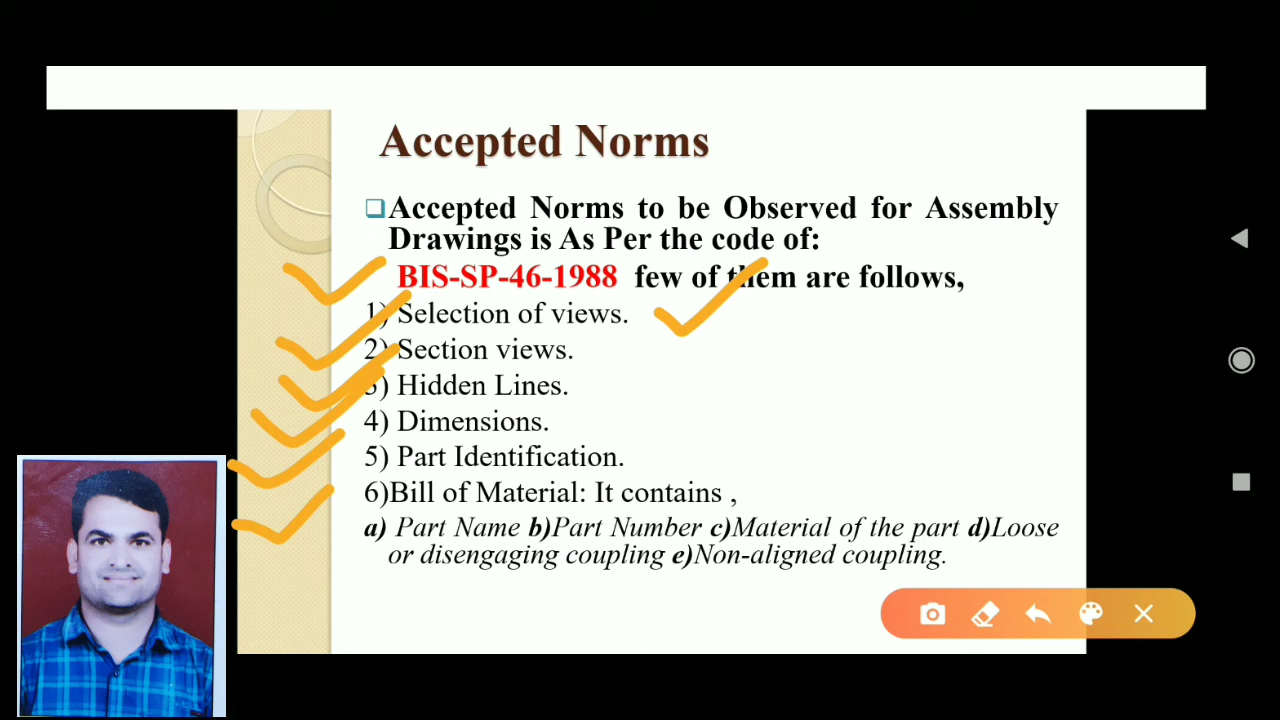 Accepted Norms
Accepted Norms to be Observed for Assembly
Drawings is As Per the code of:
BIS-SP-46-1988 few of them are follows,
1) Selection of views.
2) Section views.
3) Hidden Lines.
4) Dimensions.
5) Part Identification.
6)Bill of Material: It contains ,
a) Part Name b)Part Number c)Material of the part d)Loose
or disengaging coupling e)Non-aligned coupling.